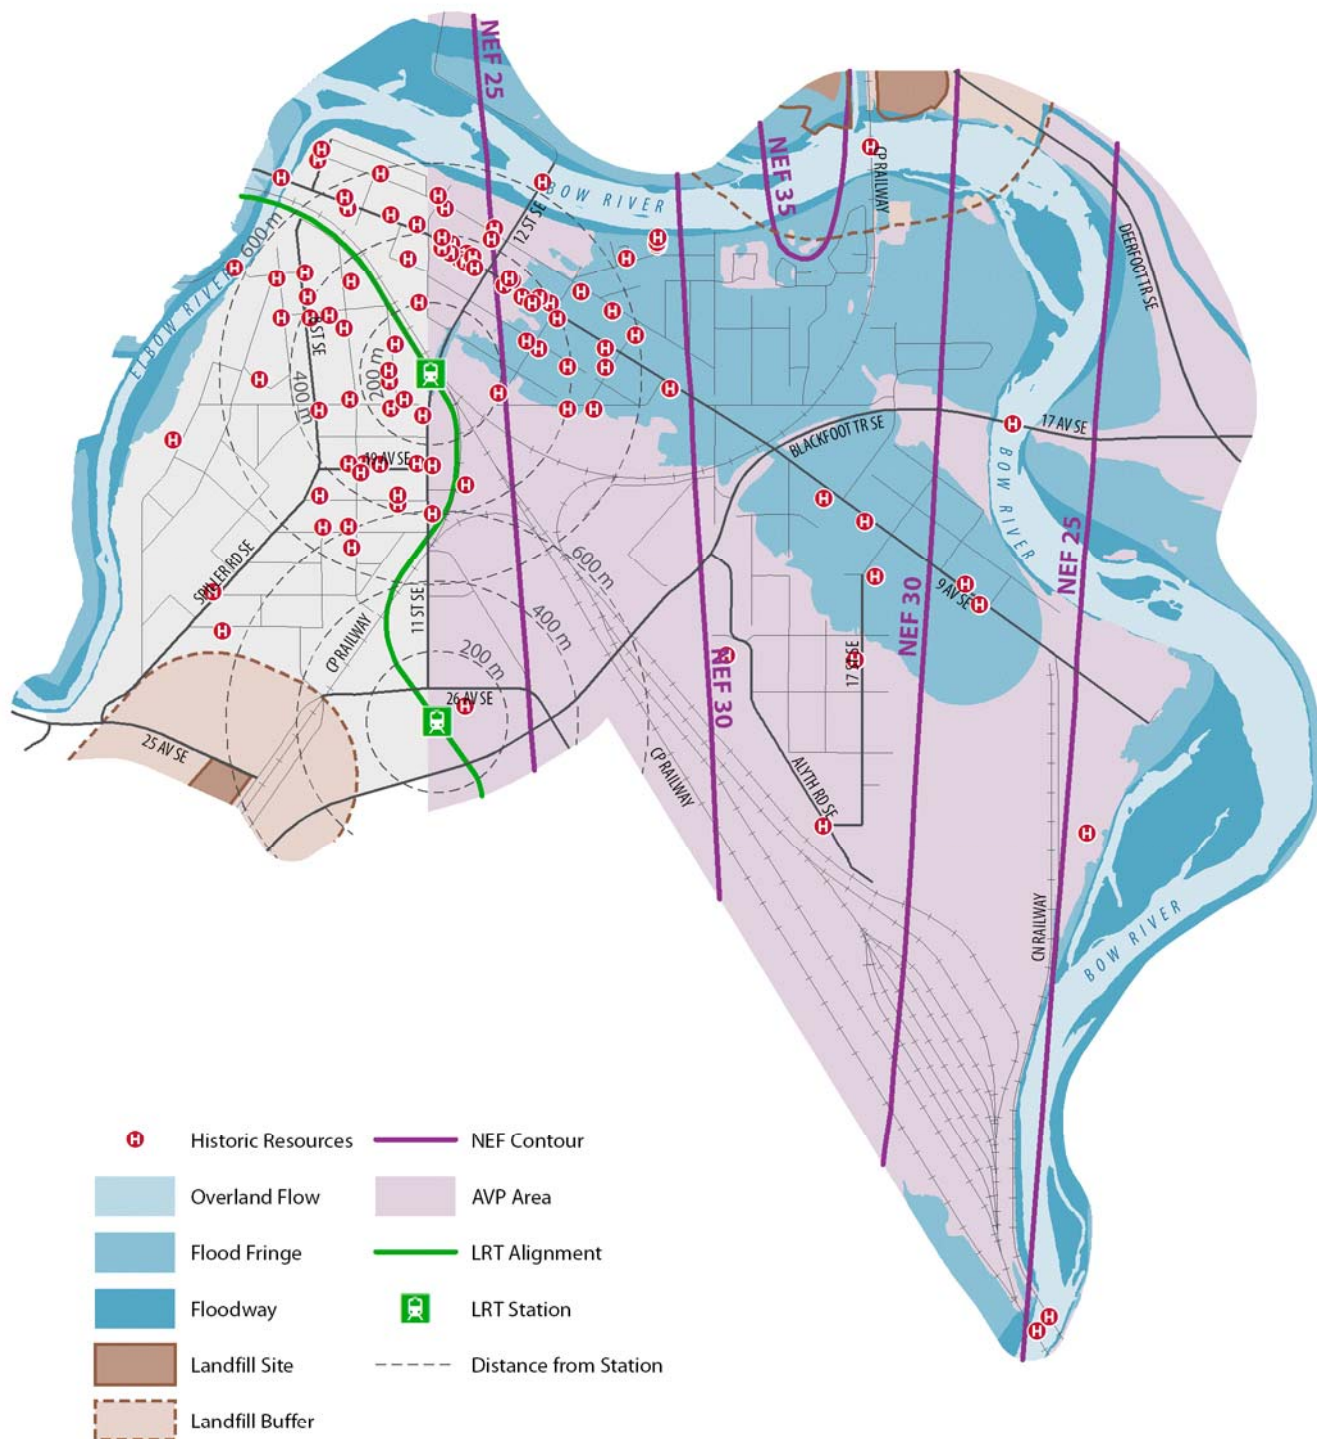 NEF 25
BOW RIVER
12 ST SE
NEF 35
CP RAILWAY
DEERFOOT TR SE
600 m
ELBOW RIVER
8 ST SE
200 m
400 m
17 AV SE
BLACKFOOT TR SE
19 AV SE
BOW RIVER
NEF 25
SPILLER RD SE
600 m
9 AV SE
NEF 30
11 ST SE
400 m
CP RAILWAY
200 m
17 ST SE
NEF 30
26 AV SE
25 AV SE
CP RAILWAY
ALYTH RD SE
CN RAILWAY
BOW RIVER
H Historic Resources
NEF Contour
Overland Flow
AVP Area
Flood Fringe
LRT Alignment
Floodway
LRT Station
Landfill Site
Distance from Station
Landfill Buffer